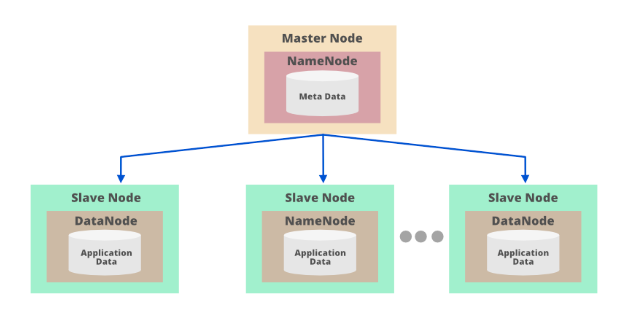 Master Node
NameNode
Meta Data
Slave Node
DataNode
Application
Data
Slave Node
NameNode
Application
Data
Slave Node
DataNode
Application
Data